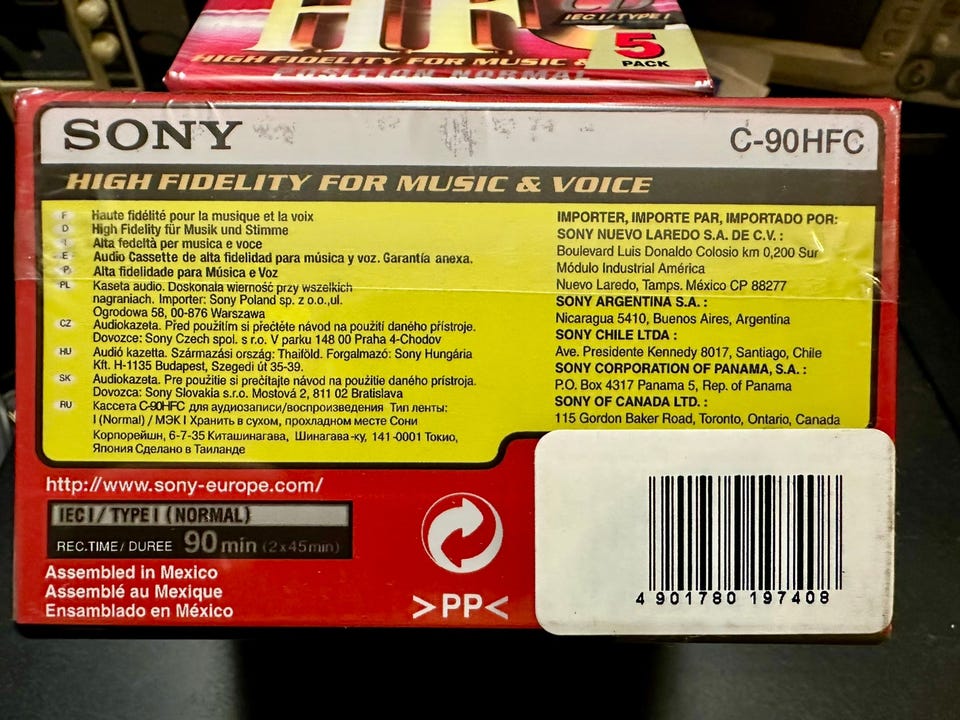 HF
CD
IEC I / TYPE I
HIGH FIDELITY FOR MUSIC &
5
PACK
POSITION NORMAL
SONY
C-90HFC
HIGH FIDELITY FOR MUSIC & VOICE
F Haute fidélité pour la musique et la voix
D High Fidelity für Musik und Stimme
I Alta fedeltà per musica e voce
E Audio Cassette de alta fidelidad para música y voz. Garantía anexa.
P Alta fidelidade para Música e Voz
PL Kaseta audio. Doskonala wierność przy wszelkich
nagraniach. Importer: Sony Poland sp. z o.o.,ul.
Ogrodowa 58, 00-876 Warszawa
CZ Audiokazeta. Před použitím si přečtěte návod na použití daného přístroje.
Dovozce: Sony Czech spol. s r.o. V parku 148 00 Praha 4-Chodov
HU Audió kazetta. Származási ország: Thaiföld. Forgalmazó: Sony Hungária
Kft. H-1135 Budapest, Szegedi út 35-39.
SK Audiokazeta. Pre použitie si prečítajte návod na použitie daného prístroja.
Dovozca: Sony Slovakia s.r.o. Mostová 2, 811 02 Bratislava
RU Кассета C-90HFC для аудиозаписи/воспроизведения Тип ленты:
I (Normal) / МЭК I Хранить в сухом, прохладном месте Сони
Корпорейшн, 6-7-35 Киташинагава, Шинагава-ку, 141-0001 Токио,
Япония Сделано в Таиланде
IMPORTER, IMPORTE PAR, IMPORTADO POR:
SONY NUEVO LAREDO S.A. DE C.V. :
Boulevard Luis Donaldo Colosio km 0,200 Sur
Módulo Industrial América
Nuevo Laredo, Tamps. México CP 88277
SONY ARGENTINA S.A. :
Nicaragua 5410, Buenos Aires, Argentina
SONY CHILE LTDA :
Ave. Presidente Kennedy 8017, Santiago, Chile
SONY CORPORATION OF PANAMA, S.A. :
P.O. Box 4317 Panama 5, Rep. of Panama
SONY OF CANADA LTD. :
115 Gordon Baker Road, Toronto, Ontario, Canada
http://www.sony-europe.com/
IEC I / TYPE I (NORMAL)
REC.TIME / DUREE 90 min (2x45min)
Assembled in Mexico
Assemblé au Mexique
Ensamblado en México
>PP<
4 901780 197408